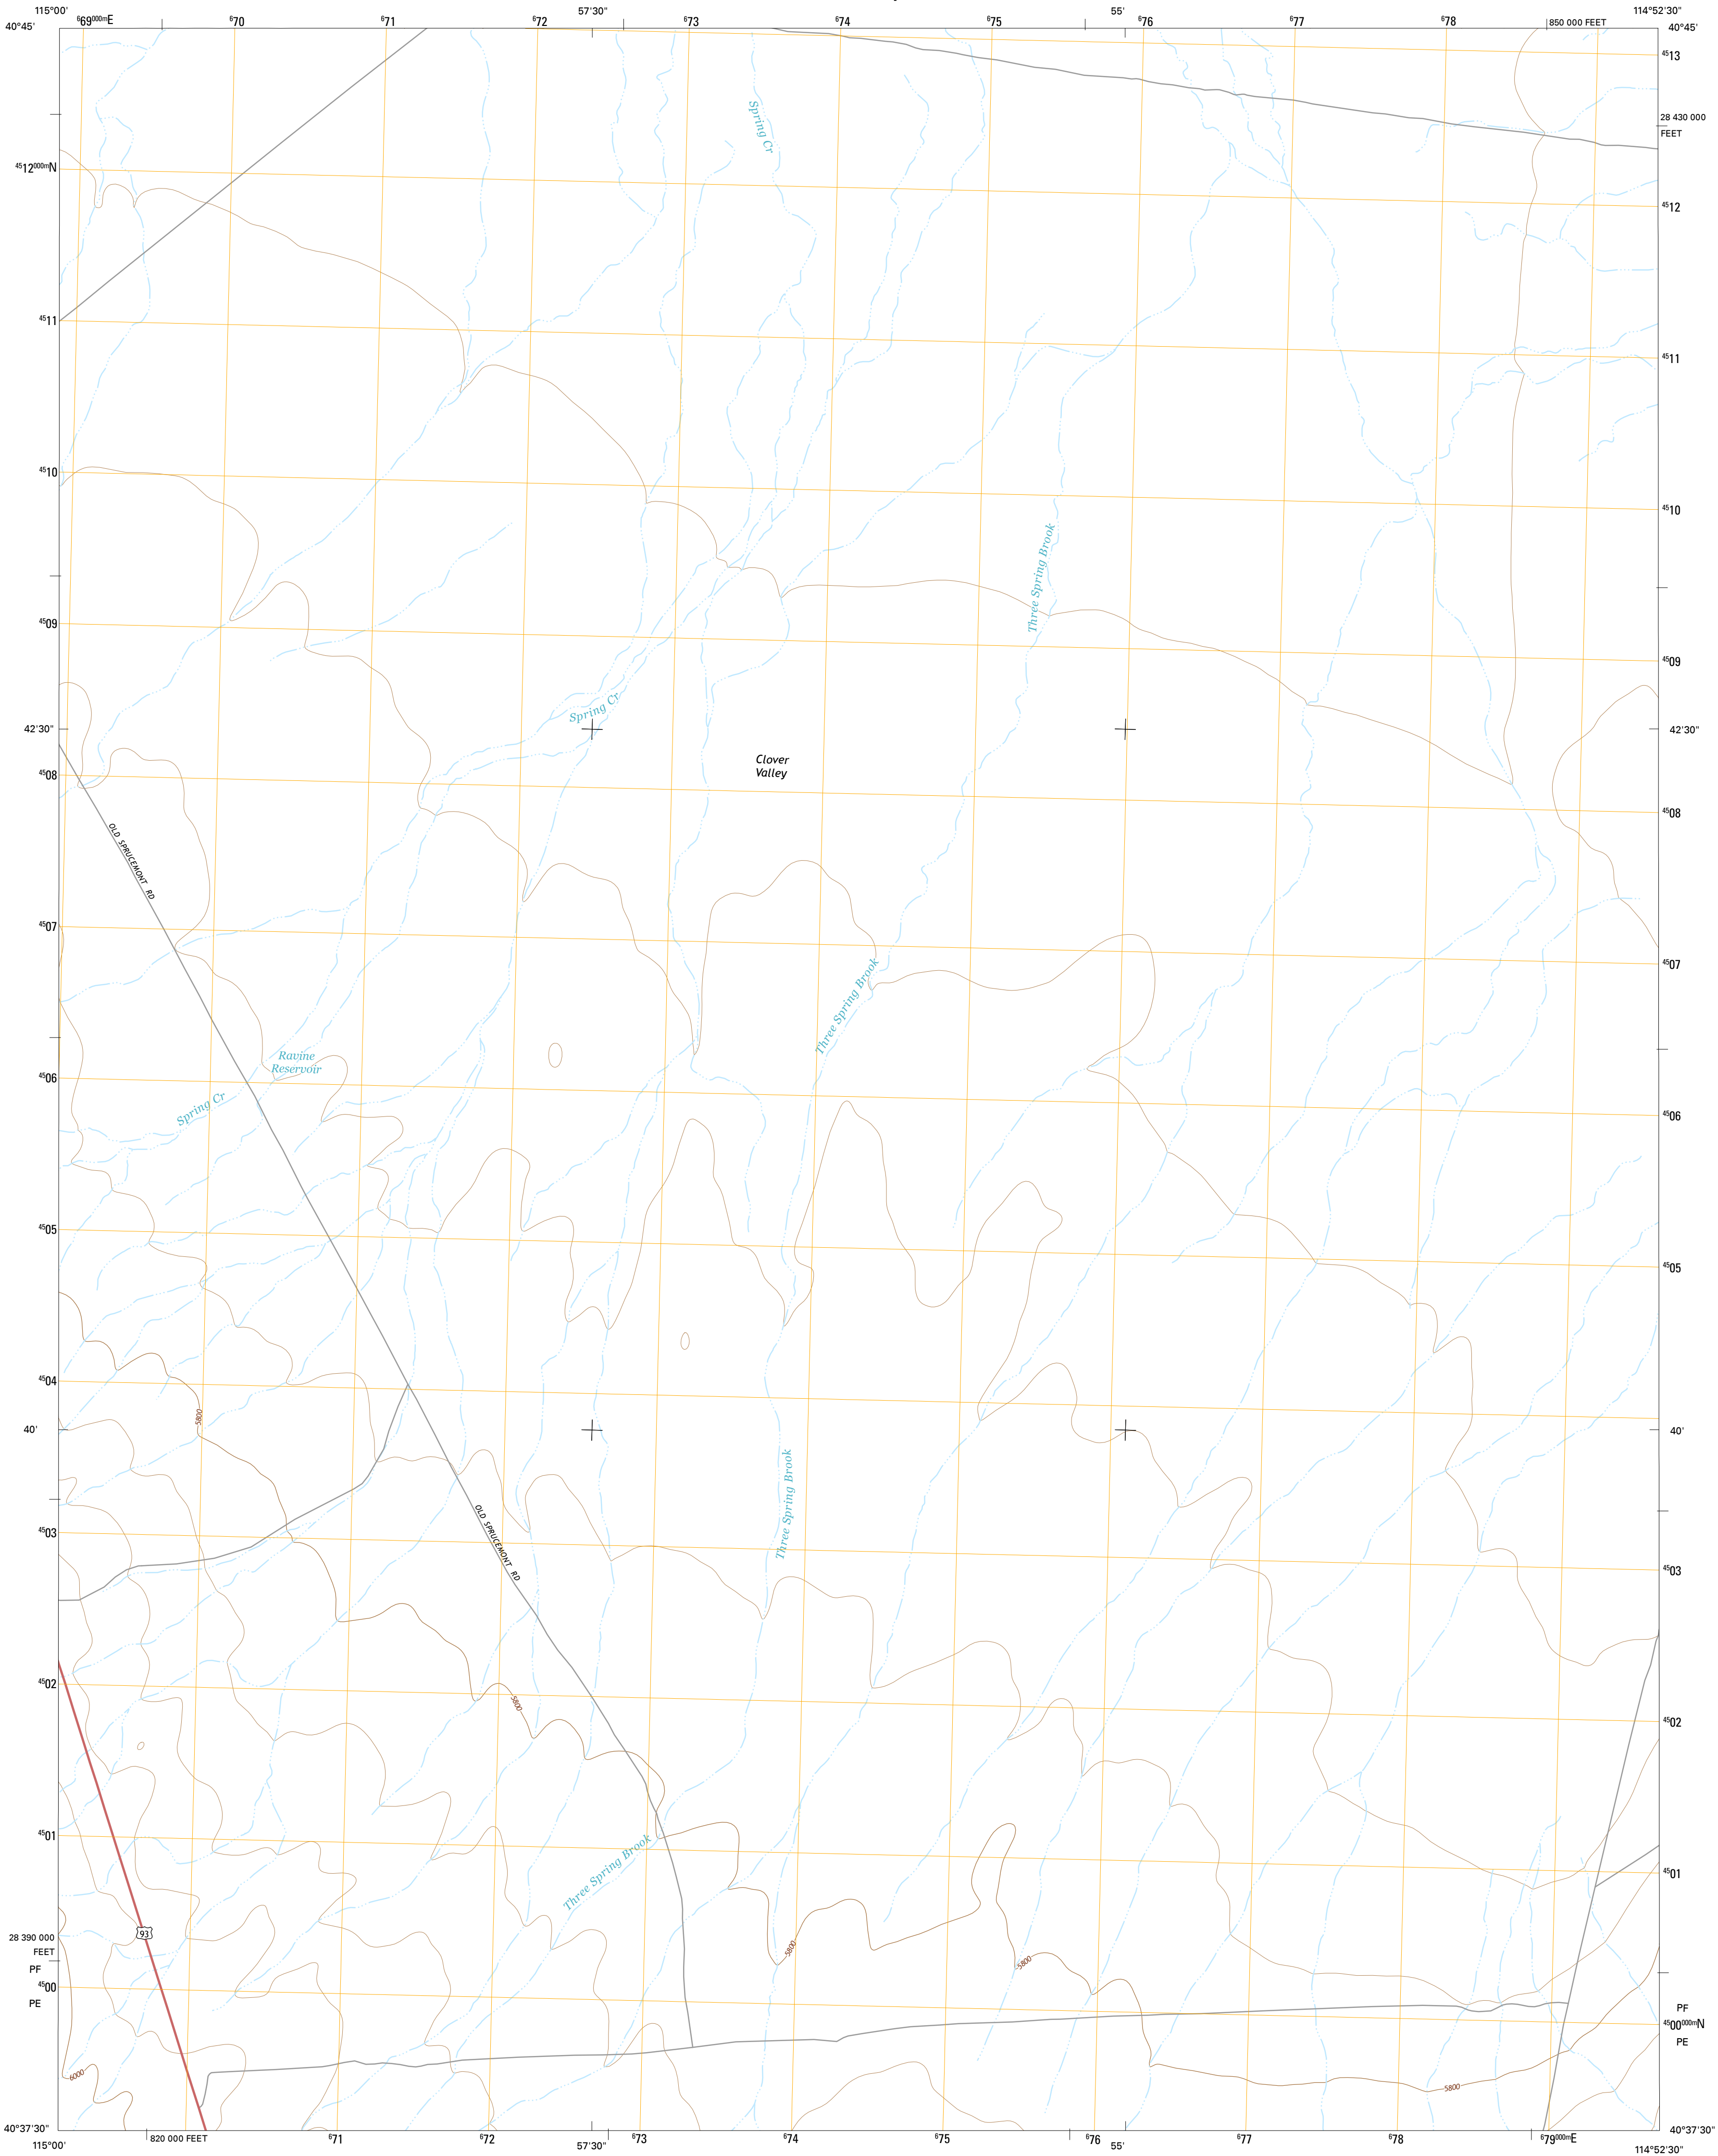 115°00'
⁶69⁰⁰⁰ᵐE
⁶70
⁶71
⁶72
57'30"
⁶73
⁶74
⁶75
55'
⁶76
⁶77
⁶78
850 000 FEET
114°52'30"
40°45'
40°45'
⁴⁵13
Spring Cr
28 430 000
FEET
⁴⁵12⁰⁰⁰ᵐN
⁴⁵12
⁴⁵11
⁴⁵11
⁴⁵10
⁴⁵10
Three Spring Brook
⁴⁵09
⁴⁵09
Spring Cr
42'30"
42'30"
Clover
Valley
⁴⁵08
⁴⁵08
OLD SPRUCEMONT RD
⁴⁵07
⁴⁵07
Three Spring Brook
Ravine
Reservoir
⁴⁵06
Spring Cr
⁴⁵06
⁴⁵05
⁴⁵05
⁴⁵04
5800
⁴⁵04
40'
40'
Three Spring Brook
OLD SPRUCEMONT RD
⁴⁵03
⁴⁵03
⁴⁵02
5800
⁴⁵02
⁴⁵01
Three Spring Brook
⁴⁵01
93
28 390 000
FEET
5800
5800
PF
⁴⁵00
PE
PF
⁴⁵00⁰⁰⁰ᵐN
PE
6000
5800
40°37'30"
40°37'30"
115°00'
820 000 FEET
⁶71
⁶72
57'30"
⁶73
⁶74
⁶75
⁶76
55'
⁶77
⁶78
⁶79⁰⁰⁰ᵐE
114°52'30"